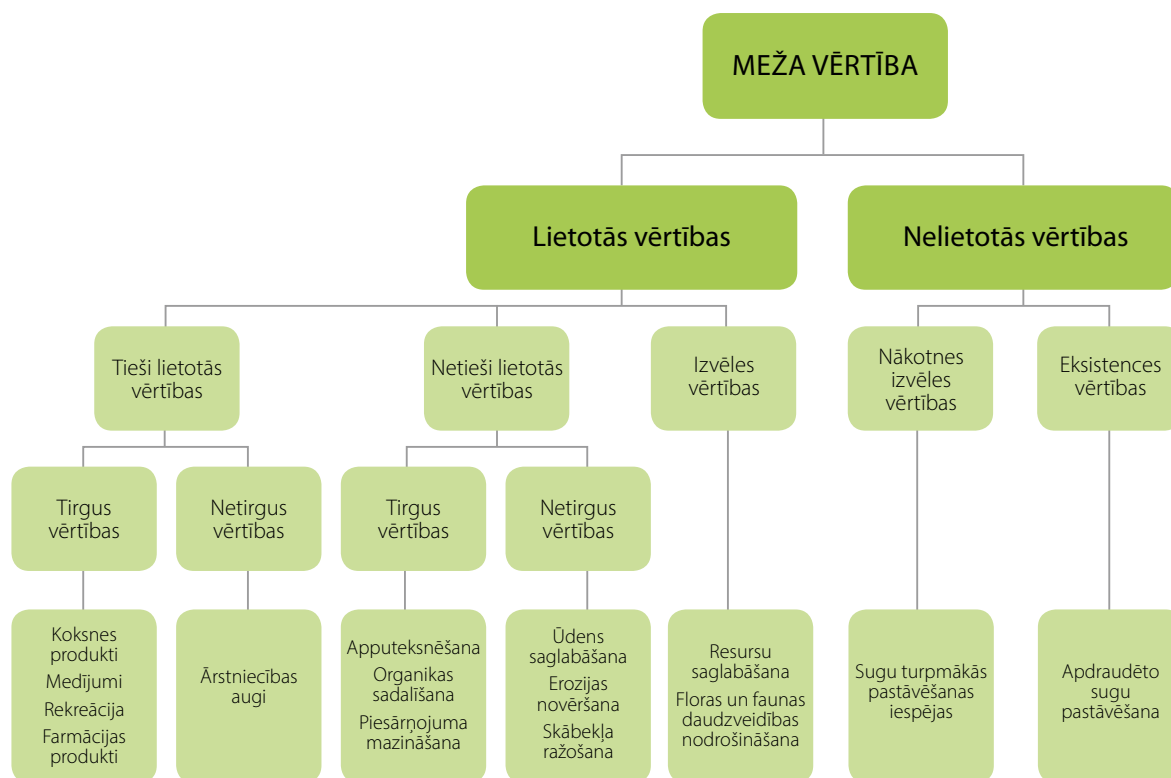 MEŽA VĒRTĪBA
Lietotās vērtības
Nelietotās vērtības
Tieši lietotās
vērtības
Netieši lietotās
vērtības
Izvēles
vērtības
Nākotnes
izvēles
vērtības
Eksistences
vērtības
Tirgus
vērtības
Netirgus
vērtības
Tirgus
vērtības
Netirgus
vērtības
Koksnes
produkti
Medījumi
Rekreācija
Farmācijas
produkti
Ārstniecības
augi
Apputeksnēšana
Organikas
sadalīšana
Piesārņojuma
mazināšana
Ūdens
saglabāšana
Erozijas
novēršana
Skābekļa
ražošana
Resursu
saglabāšana
Floras un faunas
daudzveidības
nodrošināšana
Sugu turpmākās
pastāvēšanas
iespējas
Apdraudēto
sugu
pastāvēšana